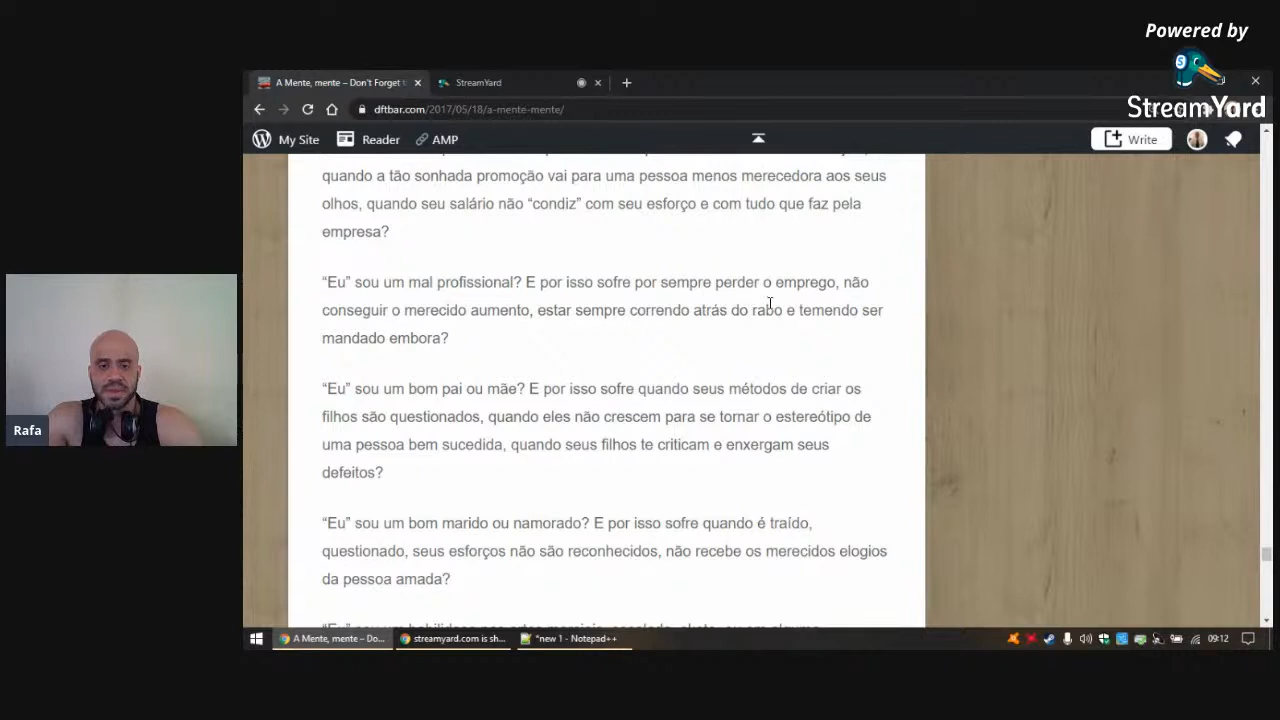 Powered by
StreamYard
A Mente, mente – Don't Forget
StreamYard
dftbar.com/2017/05/18/a-mente-mente/
My Site
Reader
AMP
Write
quando a tão sonhada promoção vai para uma pessoa menos merecedora aos seus
olhos, quando seu salário não “condiz” com seu esforço e com tudo que faz pela
empresa?
“Eu” sou um mal profissional? E por isso sofre por sempre perder o emprego, não
conseguir o merecido aumento, estar sempre correndo atrás do rabo e temendo ser
mandado embora?
“Eu” sou um bom pai ou mãe? E por isso sofre quando seus métodos de criar os
filhos são questionados, quando eles não crescem para se tornar o estereótipo de
uma pessoa bem sucedida, quando seus filhos te criticam e enxergam seus
defeitos?
“Eu” sou um bom marido ou namorado? E por isso sofre quando é traído,
questionado, seus esforços não são reconhecidos, não recebe os merecidos elogios
da pessoa amada?
Rafa
A Mente, mente – Do...
streamyard.com is sh...
*new 1 - Notepad++
09:12